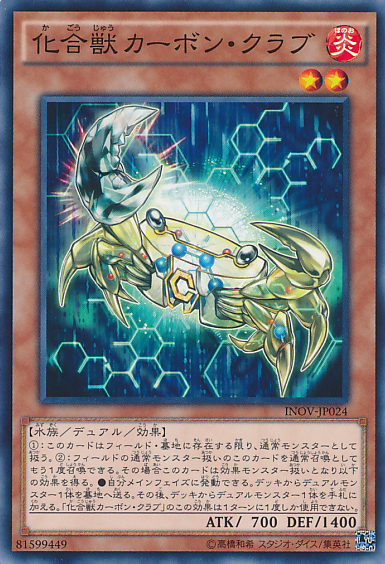 かごうじゅう
化合獣カーボン・クラブ
ほのお
炎
INOV-JP024
【水族/デュアル/効果】
①:このカードはフィールド・墓地に存在する限り、通常モンスターとして
扱う。②:フィールドの通常モンスター扱いのこのカードを通常召喚として
もう1度召喚できる。その場合このカードは効果モンスター扱いとなり以下
の効果を得る。●自分メインフェイズに発動できる。デッキからデュアルモ
ンスター1体を墓地へ送る。その後、デッキからデュアルモンスター1体を手札に
加える。「化合獣カーボン・クラブ」のこの効果は1ターンに1度しか使用できない。
ATK/ 700 DEF/1400
81599449
©高橋和希 スタジオ・ダイス/集英社